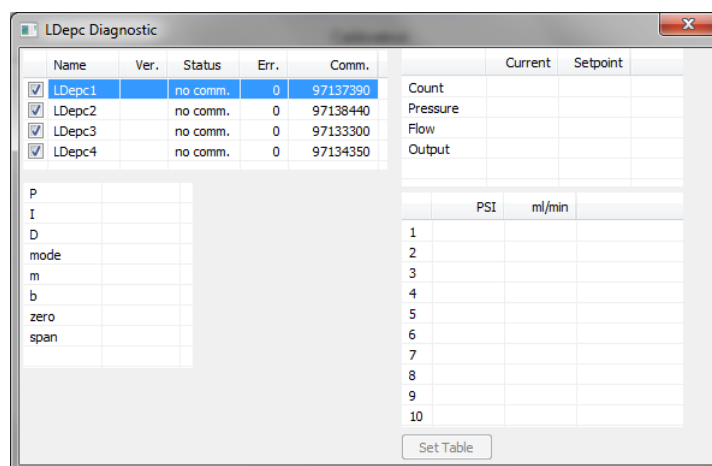 LDepc Diagnostic
Name Ver. Status Err. Comm.
LDepc1 no comm. 0 97137390
LDepc2 no comm. 0 97138440
LDepc3 no comm. 0 97133300
LDepc4 no comm. 0 97134350
Current Setpoint
Count
Pressure
Flow
Output
P
I
D
mode
m
b
zero
span
PSI ml/min
1
2
3
4
5
6
7
8
9
10
Set Table